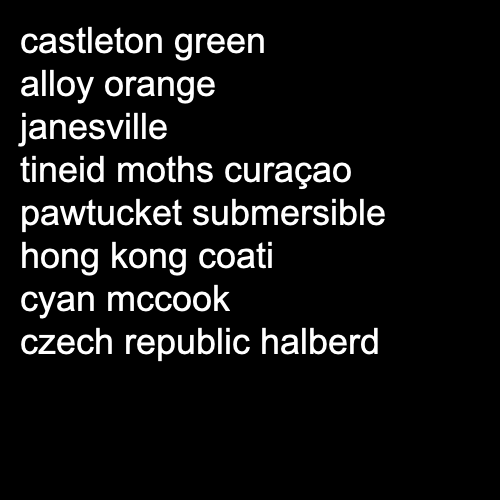 castleton green
alloy orange
janesville
tineid moths curaçao
pawtucket submersible
hong kong coati
cyan mccook
czech republic halberd